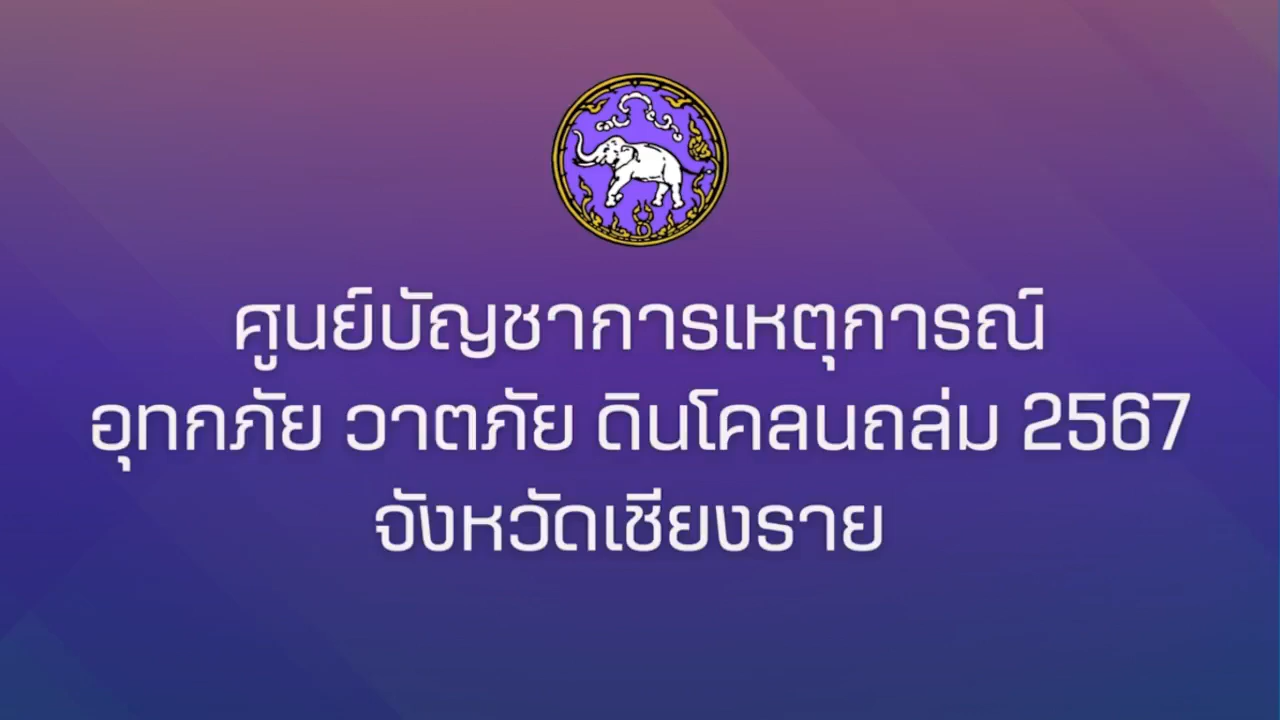 ศูนย์บัญชาการเหตุการณ์
อุทกภัย วาตภัย ดินโคลนถล่ม 2567
จังหวัดเชียงราย